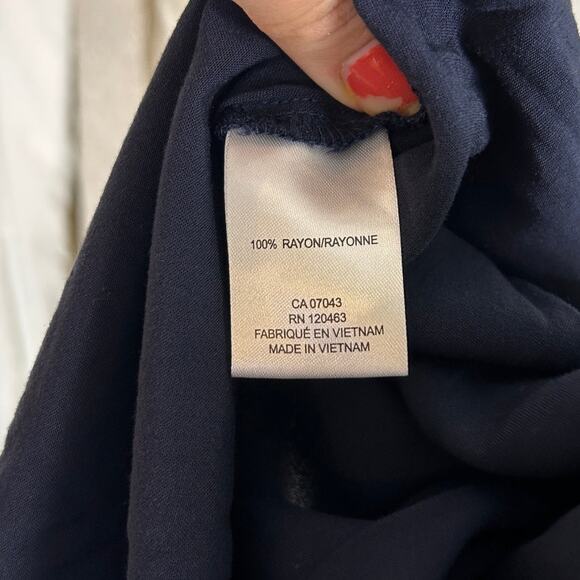 100% RAYON/RAYONNE
CA 07043
RN 120463
FABRIQUÉ EN VIETNAM
MADE IN VIETNAM